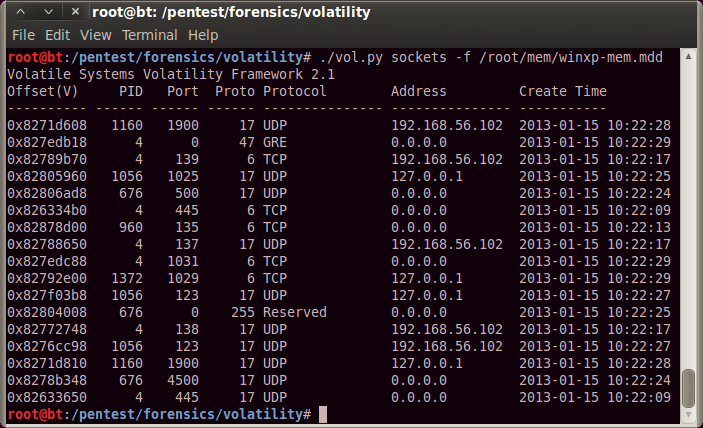 root@bt: /pentest/forensics/volatility
File Edit View Terminal Help
root@bt:/pentest/forensics/volatility# ./vol.py sockets -f /root/mem/winxp-mem.mdd
Volatile Systems Volatility Framework 2.1
Offset(V)     PID   Port  Proto Protocol        Address         Create Time
---------- ------ ------ ------ --------------- --------------- -----------
0x8271d608   1160   1900     17 UDP             192.168.56.102  2013-01-15 10:22:28
0x827edb18      4      0     47 GRE             0.0.0.0         2013-01-15 10:22:29
0x82789b70      4    139      6 TCP             192.168.56.102  2013-01-15 10:22:17
0x82805960   1056   1025     17 UDP             127.0.0.1       2013-01-15 10:22:25
0x82806ad8    676    500     17 UDP             0.0.0.0         2013-01-15 10:22:24
0x826334b0      4    445      6 TCP             0.0.0.0         2013-01-15 10:22:09
0x82878d00    960    135      6 TCP             0.0.0.0         2013-01-15 10:22:13
0x82788650      4    137     17 UDP             192.168.56.102  2013-01-15 10:22:17
0x827edc88      4   1031      6 TCP             0.0.0.0         2013-01-15 10:22:29
0x82792e00   1372   1029      6 TCP             127.0.0.1       2013-01-15 10:22:29
0x827f03b8   1056    123     17 UDP             127.0.0.1       2013-01-15 10:22:27
0x82804008    676      0    255 Reserved        0.0.0.0         2013-01-15 10:22:25
0x82772748      4    138     17 UDP             192.168.56.102  2013-01-15 10:22:17
0x8276cc98   1056    123     17 UDP             192.168.56.102  2013-01-15 10:22:27
0x8271d810   1160   1900     17 UDP             127.0.0.1       2013-01-15 10:22:28
0x8278b348    676   4500     17 UDP             0.0.0.0         2013-01-15 10:22:24
0x82633650      4    445     17 UDP             0.0.0.0         2013-01-15 10:22:09
root@bt:/pentest/forensics/volatility#